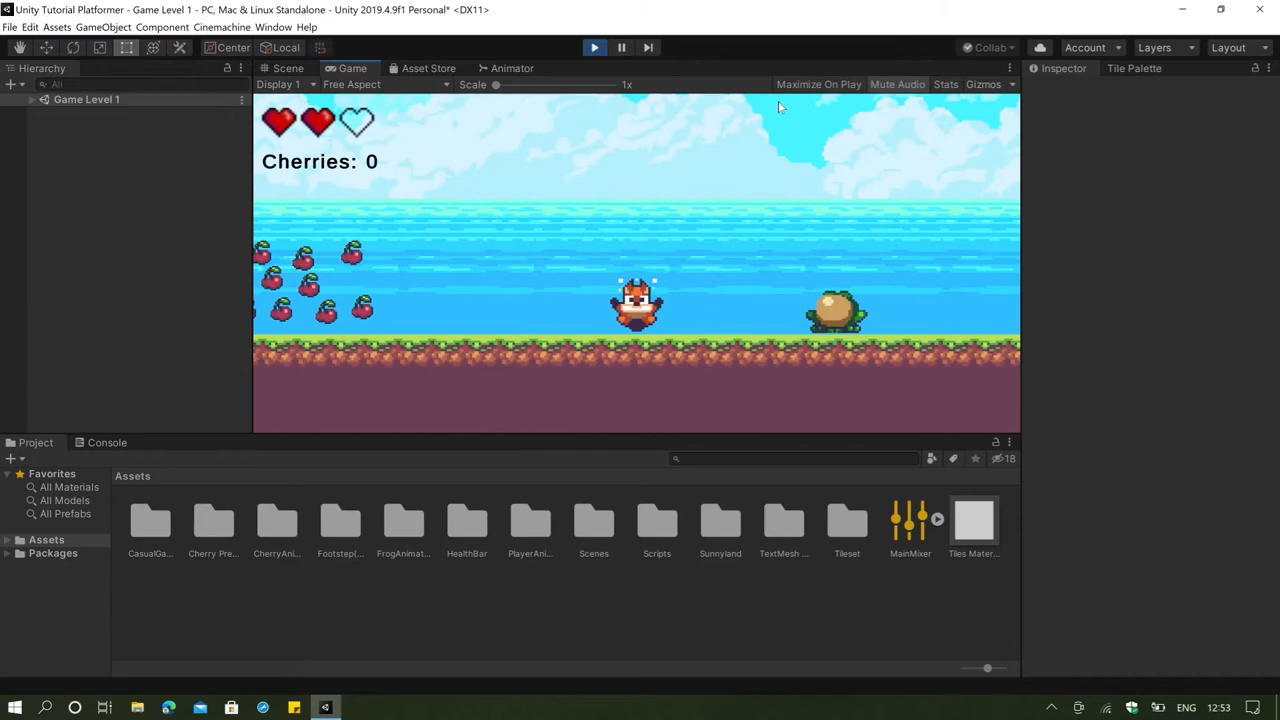 Unity Tutorial Platformer - Game Level 1 - PC, Mac & Linux Standalone - Unity 2019.4.9f1 Personal* <DX11>
File Edit Assets GameObject Component Cinemachine Window Help
Center Local Collab Account Layers Layout
Hierarchy Scene Game Asset Store Animator Inspector Tile Palette
All Display 1 Free Aspect Scale 1x Maximize On Play Mute Audio Stats Gizmos
Game Level 1
Cherries: 0
Project Console
18
Favorites Assets
All Materials
All Models
All Prefabs
Assets
Packages
CasualGa... Cherry Pre... CherryAni... Footstep(... FrogAnimat... HealthBar PlayerAni... Scenes Scripts Sunnyland TextMesh ... Tileset MainMixer Tiles Mater...
ENG 12:53